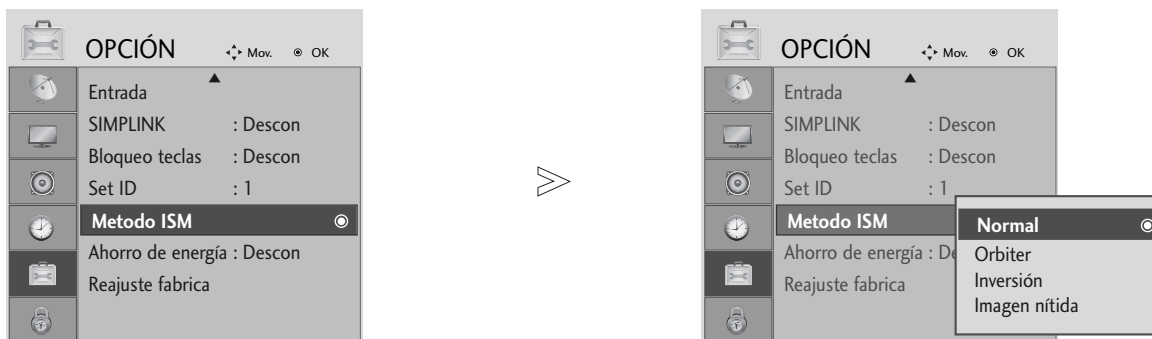 OPCIÓN Mov. OK
Entrada
SIMPLINK : Descon
Bloqueo teclas : Descon
Set ID : 1
Metodo ISM
Ahorro de energía : Descon
Reajuste fabrica
OPCIÓN Mov. OK
Entrada
SIMPLINK : Descon
Bloqueo teclas : Descon
Set ID : 1
Metodo ISM
Ahorro de energía : De
Reajuste fabrica
Normal
Orbiter
Inversión
Imagen nítida